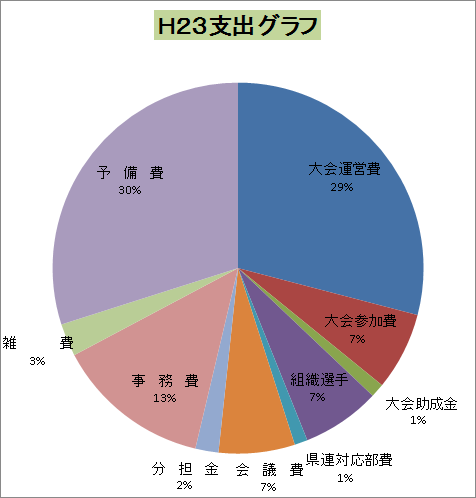 H23支出グラフ
大会運営費
29%
大会参加費
7%
大会助成金
1%
組織選手
7%
県連対応部費
1%
会　議　費
7%
分　担　金
2%
事　務　費
13%
雑　　　費
3%
予　備　費
30%